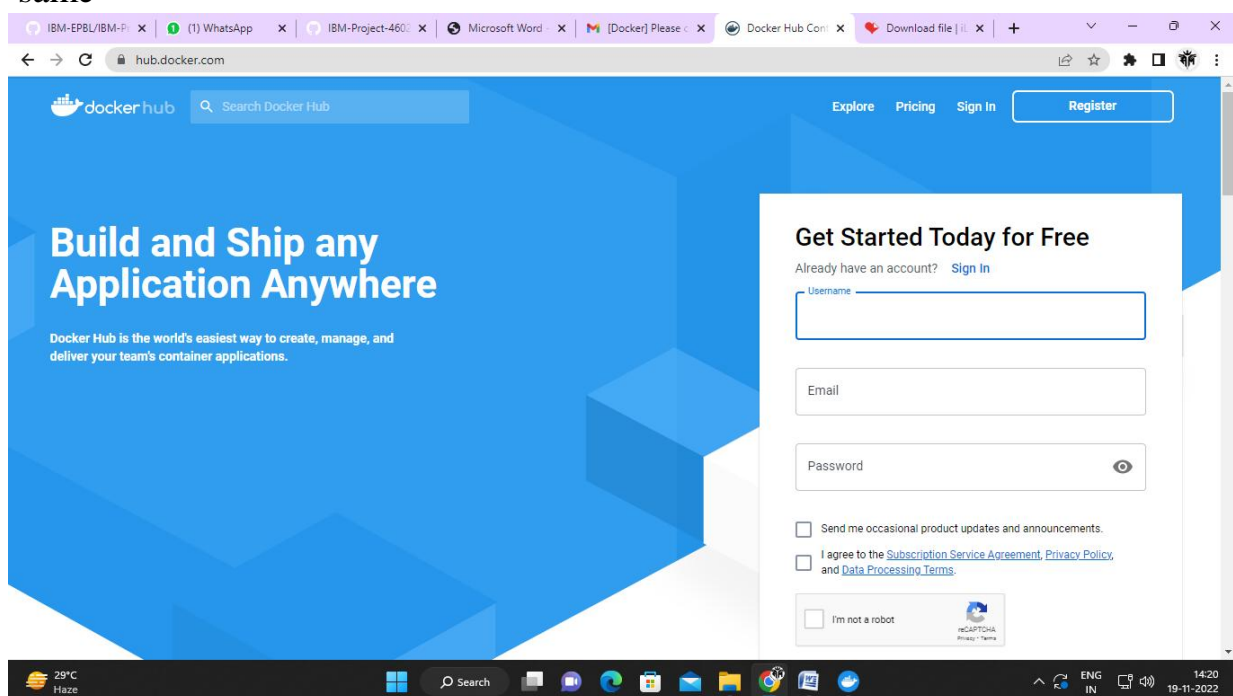 same
IBM-EPBL/IBM-Pr
(1) WhatsApp
IBM-Project-4602
Microsoft Word -
[Docker] Please c
Docker Hub Cont
Download file | iL
hub.docker.com
dockerhub
Search Docker Hub
Explore
Pricing
Sign In
Register
Build and Ship any
Application Anywhere
Docker Hub is the world's easiest way to create, manage, and
deliver your team's container applications.
Get Started Today for Free
Already have an account? Sign In
Username
Email
Password
Send me occasional product updates and announcements.
I agree to the Subscription Service Agreement, Privacy Policy,
and Data Processing Terms.
I'm not a robot
reCAPTCHA
Privacy - Terms
29°C
Haze
Search
ENG
IN
14:20
19-11-2022